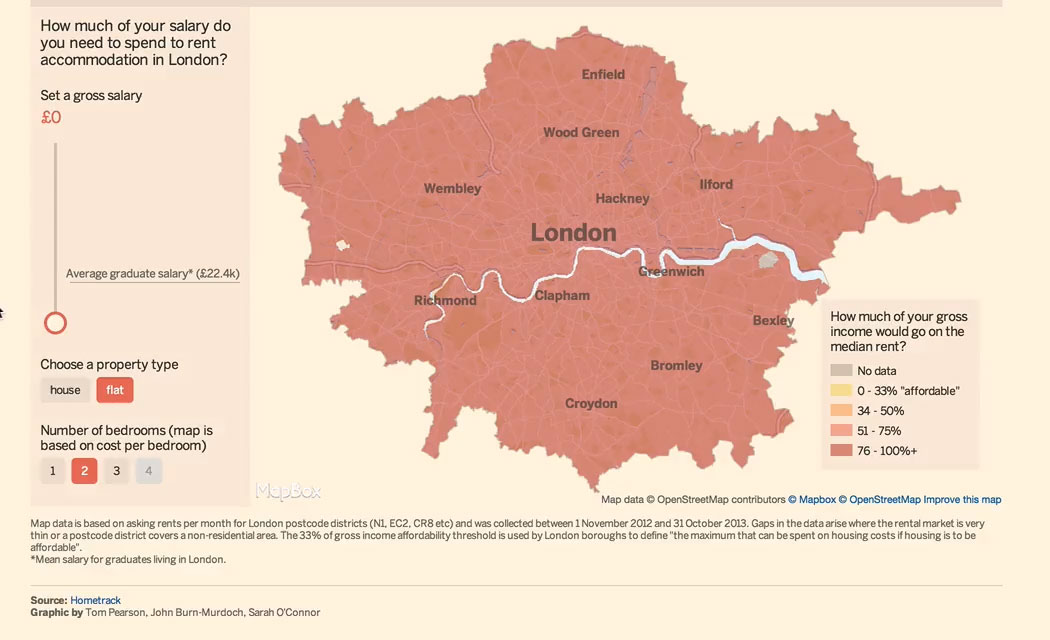 How much of your salary do
you need to spend to rent
accommodation in London?
Set a gross salary
£0
Average graduate salary* (£22.4k)
Choose a property type
house flat
Number of bedrooms (map is
based on cost per bedroom)
1 2 3 4
Enfield
Wood Green
Wembley
Ilford
Hackney
London
Greenwich
Richmond
Clapham
Bexley
Bromley
Croydon
How much of your gross
income would go on the
median rent?
No data
0 - 33% "affordable"
34 - 50%
51 - 75%
76 - 100%+
MapBox
Map data © OpenStreetMap contributors © Mapbox © OpenStreetMap Improve this map
Map data is based on asking rents per month for London postcode districts (N1, EC2, CR8 etc) and was collected between 1 November 2012 and 31 October 2013. Gaps in the data arise where the rental market is very
thin or a postcode district covers a non-residential area. The 33% of gross income affordability threshold is used by London boroughs to define "the maximum that can be spent on housing costs if housing is to be
affordable".
*Mean salary for graduates living in London.
Source: Hometrack
Graphic by Tom Pearson, John Burn-Murdoch, Sarah O'Connor